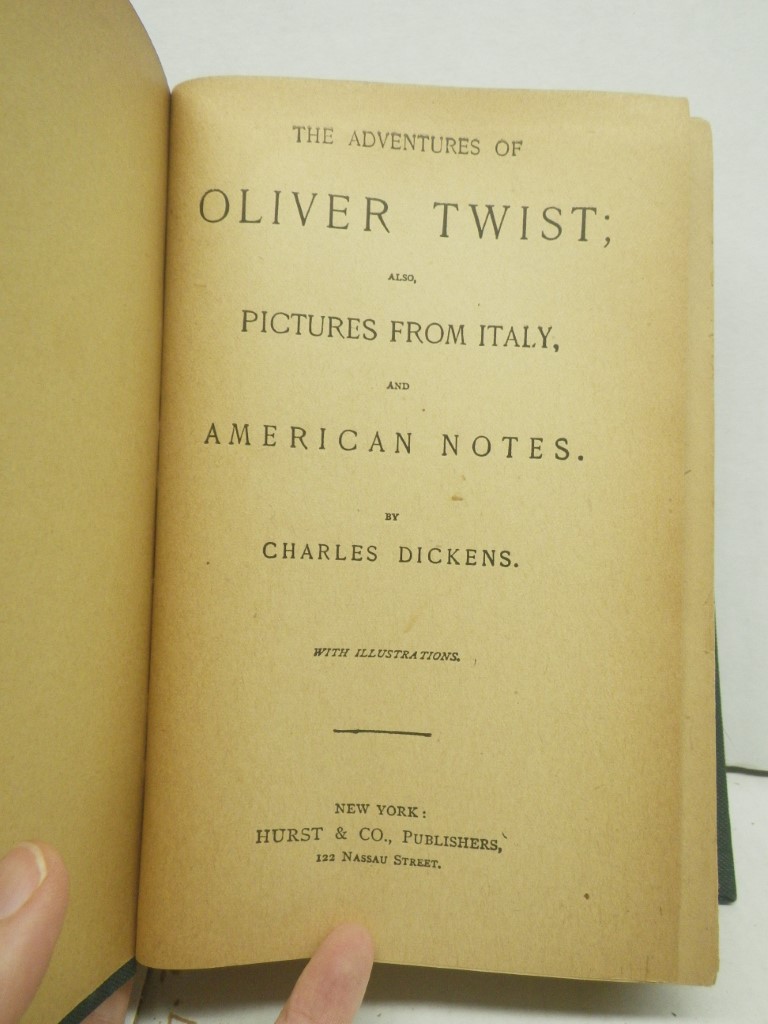 THE ADVENTURES OF
OLIVER TWIST;
ALSO,
PICTURES FROM ITALY,
AND
AMERICAN NOTES.
BY
CHARLES DICKENS.
WITH ILLUSTRATIONS.
NEW YORK:
HURST & CO., PUBLISHERS,
122 NASSAU STREET.